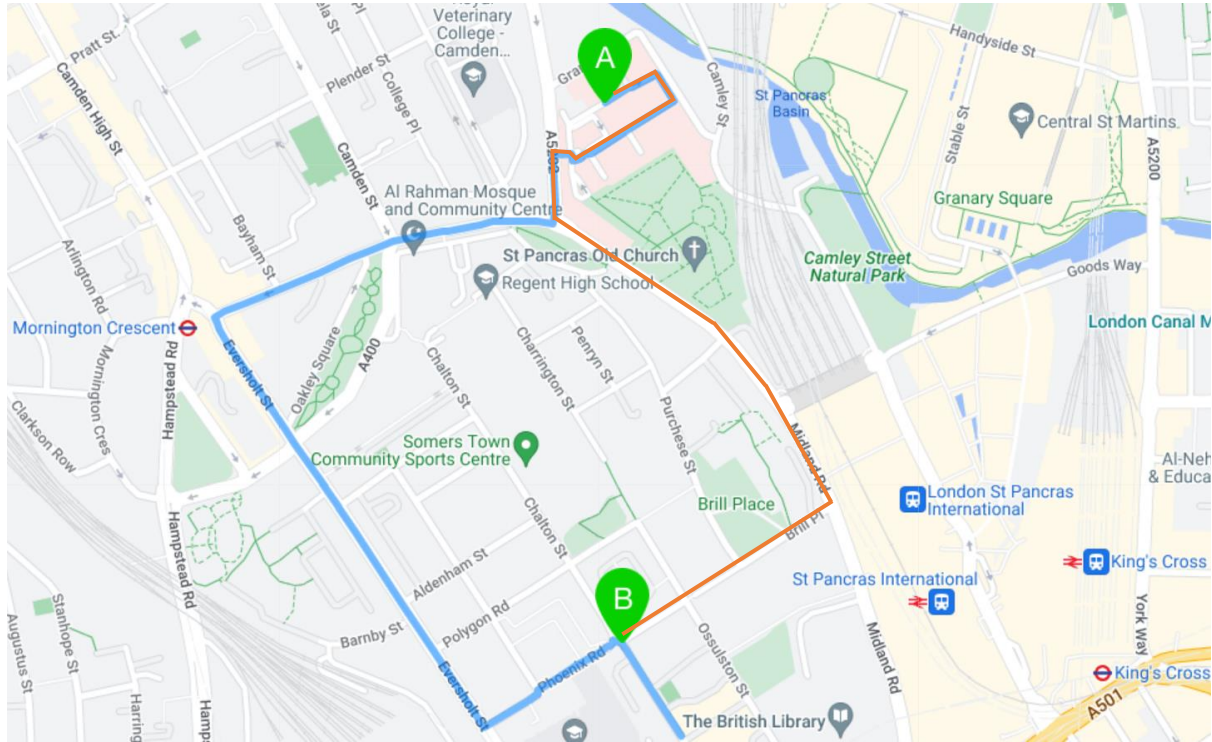 Royal
Veterinary
College -
Camden...
Pratt St.
Plender St
College Pl
Camden High St
Camden St
A5200
Camley St
St Pancras
Basin
Handyside St
Stable St
Central St Martins
A5200
Granary Square
A
Al Rahman Mosque
and Community Centre
Bayham St
Arlington Rd
St Pancras Old Church
Regent High School
Camley Street
Natural Park
Goods Way
London Canal M
Mornington Crescent
Mornington Cres
Hampstead Rd
Eversholt St
Oakley Square
A400
Chalton St
Charrington St
Penryn St
Purchese St
Midland Rd
Clarkson Row
Somers Town
Community Sports Centre
Brill Place
Brill Pl
London St Pancras
International
Al-Neh
& Educa
Hampstead Rd
Chalton St
Aldenham St
Polygon Rd
Barnby St
St Pancras International
King's Cross
B
Stanhope St
Augustus St
Harring
Hamps
Eversholt St
Phoenix Rd
Ossulston St
Midland Rd
York Way
King's Cross
A501
The British Library